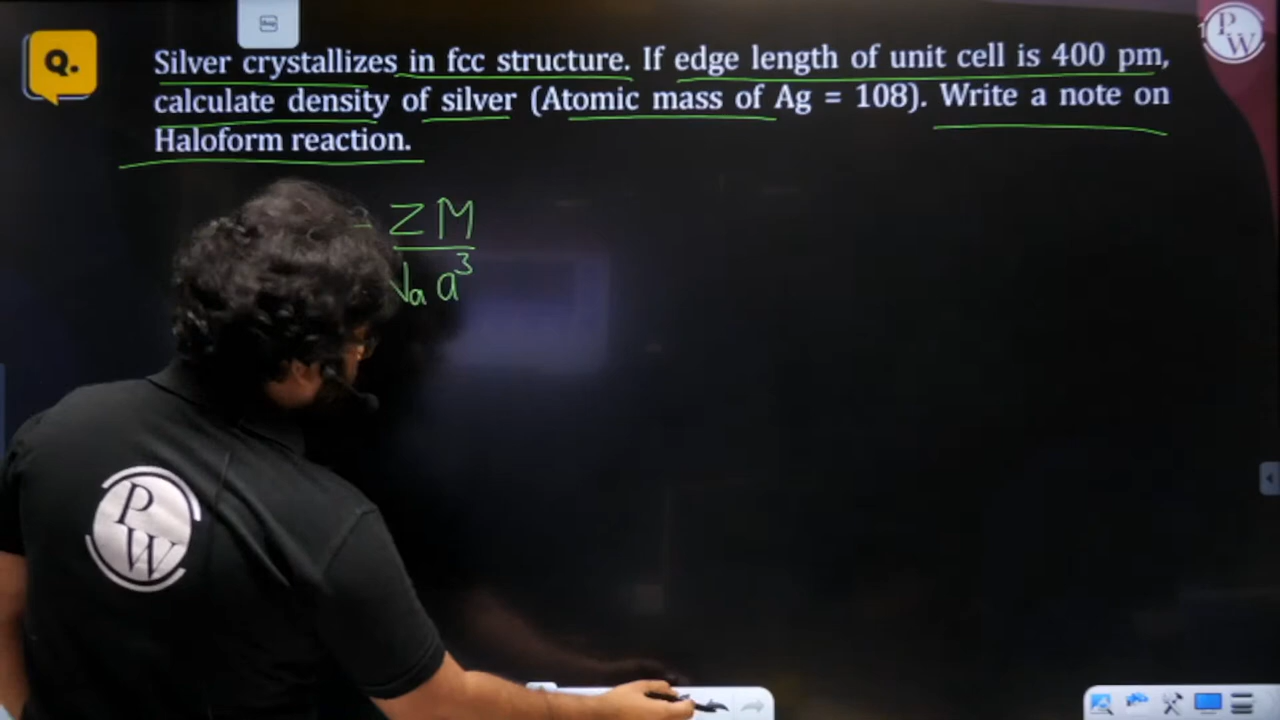 Q.
Silver crystallizes in fcc structure. If edge length of unit cell is 400 pm,
calculate density of silver (Atomic mass of Ag = 108). Write a note on
Haloform reaction.
Z M
a a³
P
W
P
W